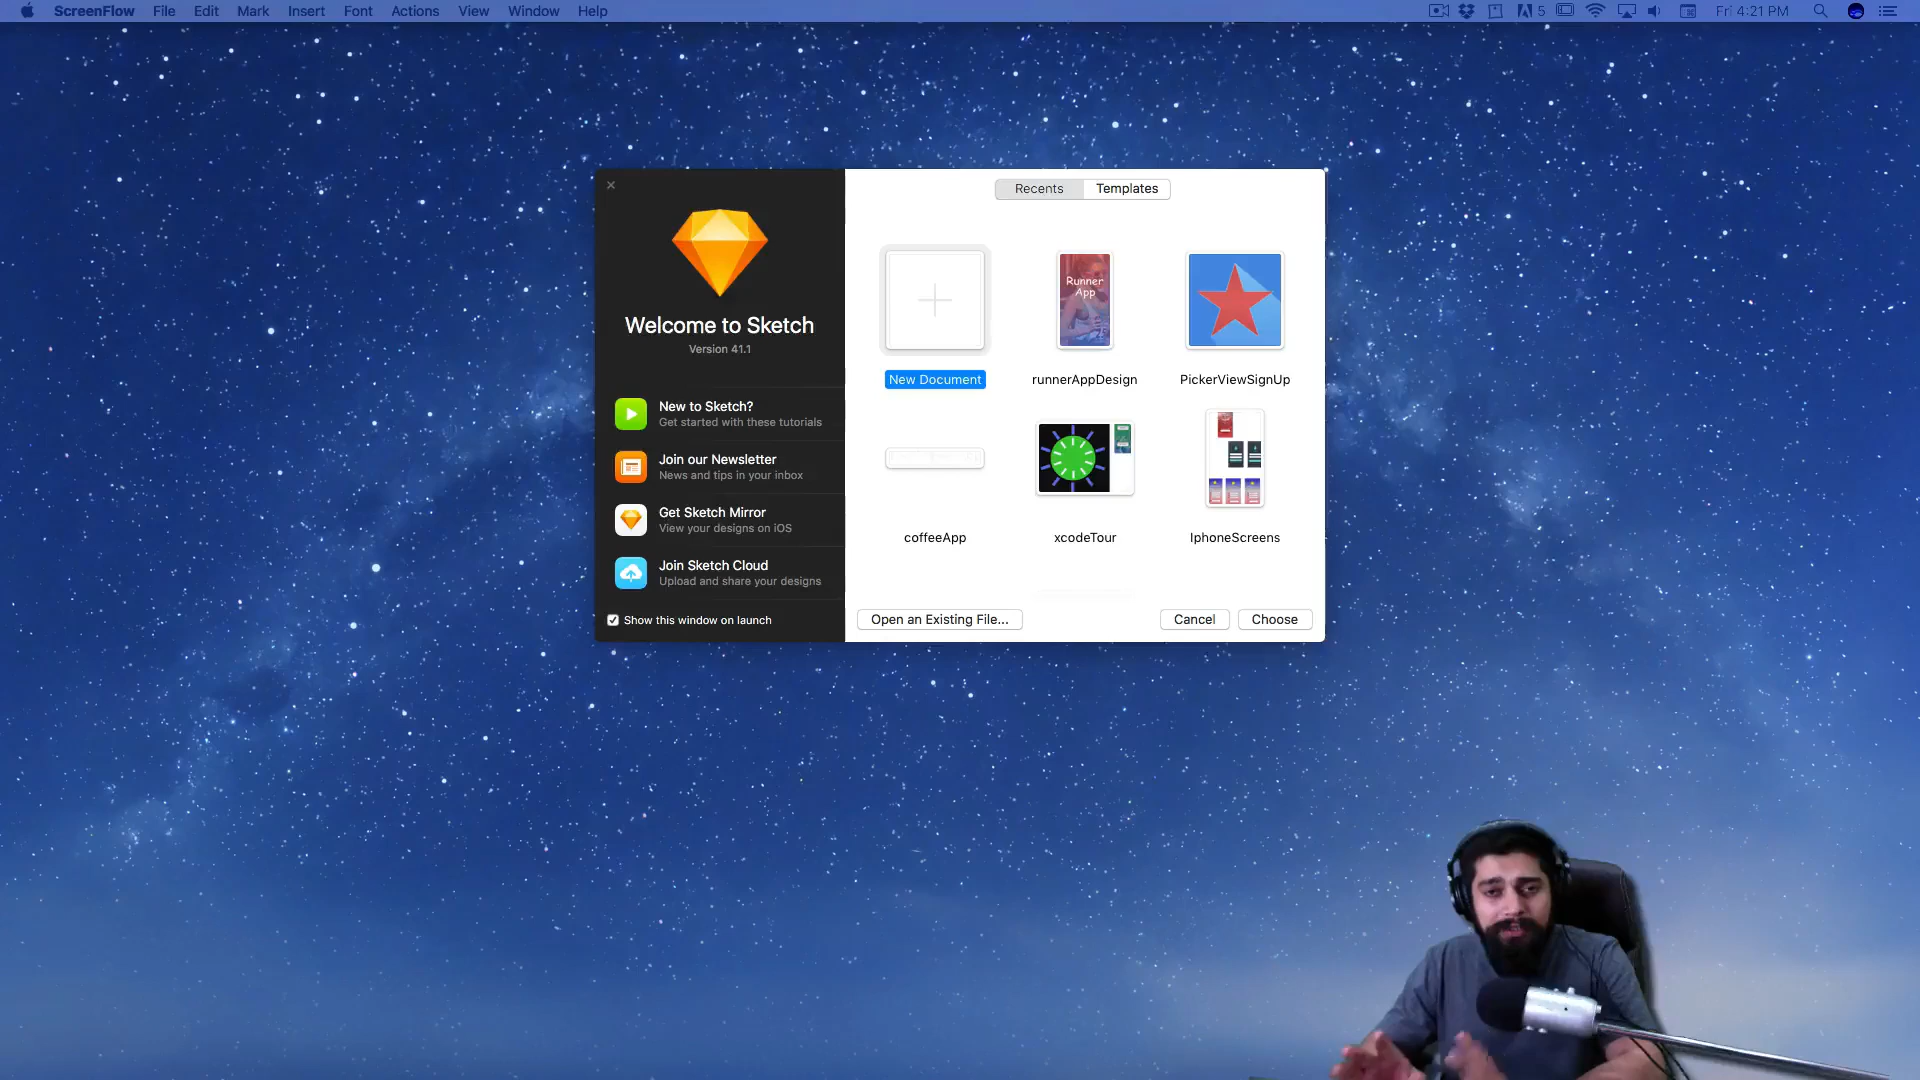 ScreenFlow File Edit Mark Insert Font Actions View Window Help
5 Fri 4:21 PM
Recents Templates
Welcome to Sketch
Version 41.1
New to Sketch?
Get started with these tutorials
Join our Newsletter
News and tips in your inbox
Get Sketch Mirror
View your designs on iOS
Join Sketch Cloud
Upload and share your designs
Show this window on launch
Runner
App
New Document runnerAppDesign PickerViewSignUp
coffeeApp xcodeTour IphoneScreens
Open an Existing File... Cancel Choose